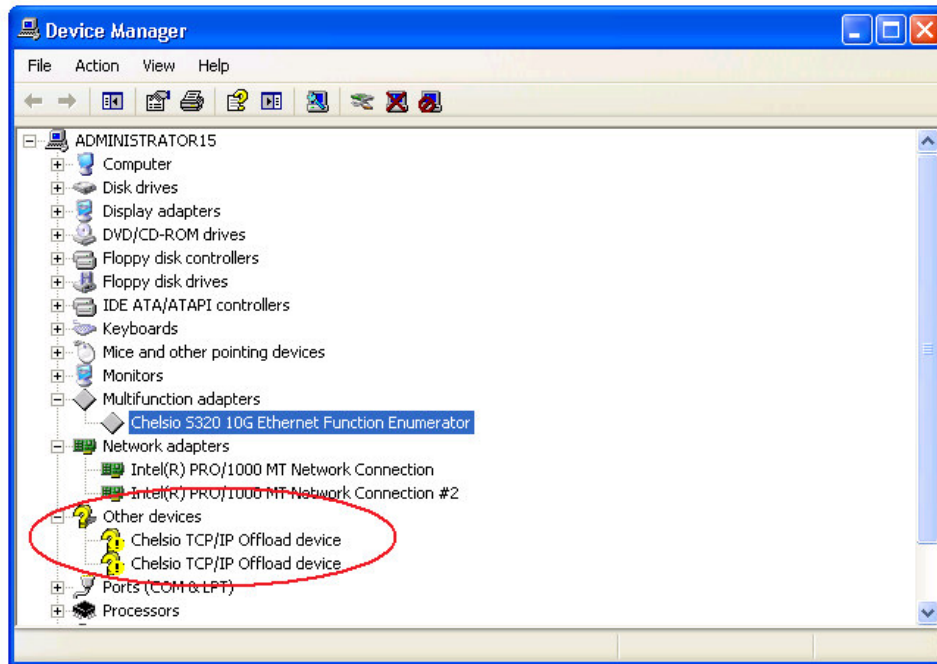 Device Manager
File Action View Help
ADMINISTRATOR15
Computer
Disk drives
Display adapters
DVD/CD-ROM drives
Floppy disk controllers
Floppy disk drives
IDE ATA/ATAPI controllers
Keyboards
Mice and other pointing devices
Monitors
Multifunction adapters
Chelsio S320 10G Ethernet Function Enumerator
Network adapters
Intel(R) PRO/1000 MT Network Connection
Intel(R) PRO/1000 MT Network Connection #2
Other devices
Chelsio TCP/IP Offload device
Chelsio TCP/IP Offload device
Ports (COM & LPT)
Processors